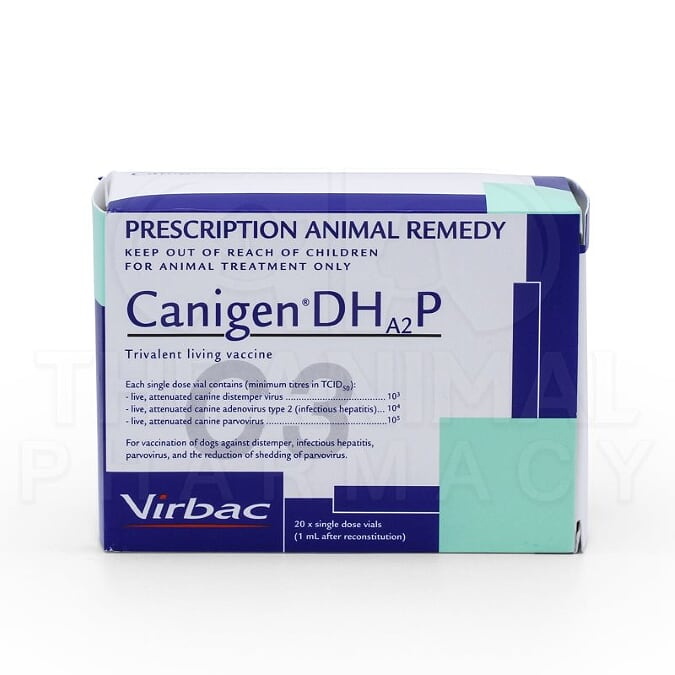 PRESCRIPTION ANIMAL REMEDY
KEEP OUT OF REACH OF CHILDREN
FOR ANIMAL TREATMENT ONLY
Canigen® DHA2P
Trivalent living vaccine
C3
Each single dose vial contains (minimum titres in TCID50):
- live, attenuated canine distemper virus ........................................ 10³
- live, attenuated canine adenovirus type 2 (infectious hepatitis)... 10⁴
- live, attenuated canine parvovirus ................................................ 10⁵
For vaccination of dogs against distemper, infectious hepatitis,
parvovirus, and the reduction of shedding of parvovirus.
Virbac
20 x single dose vials
(1 mL after reconstitution)
THE ANIMAL
PHARMACY